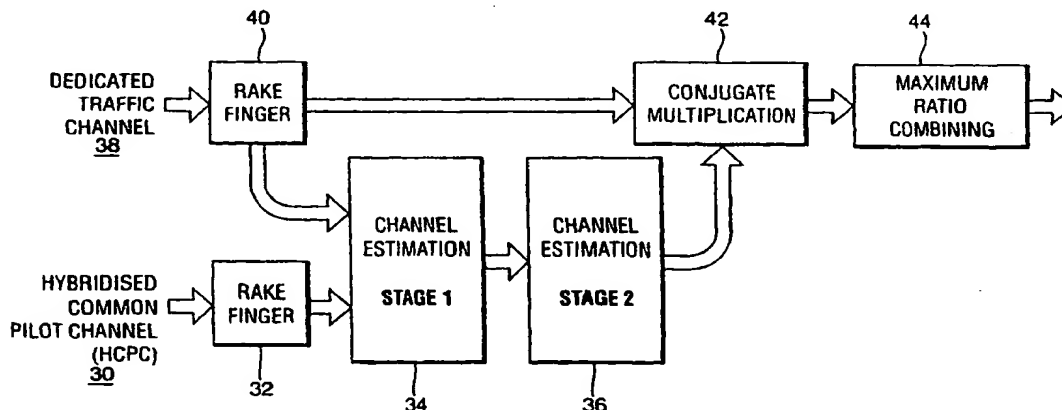 40
42
44
DEDICATED
TRAFFIC
CHANNEL
38
RAKE
FINGER
CONJUGATE
MULTIPLICATION
MAXIMUM
RATIO
COMBINING
CHANNEL
ESTIMATION
STAGE 1
CHANNEL
ESTIMATION
STAGE 2
HYBRIDISED
COMMON
PILOT CHANNEL
(HCPC)
30
RAKE
FINGER
32
34
36